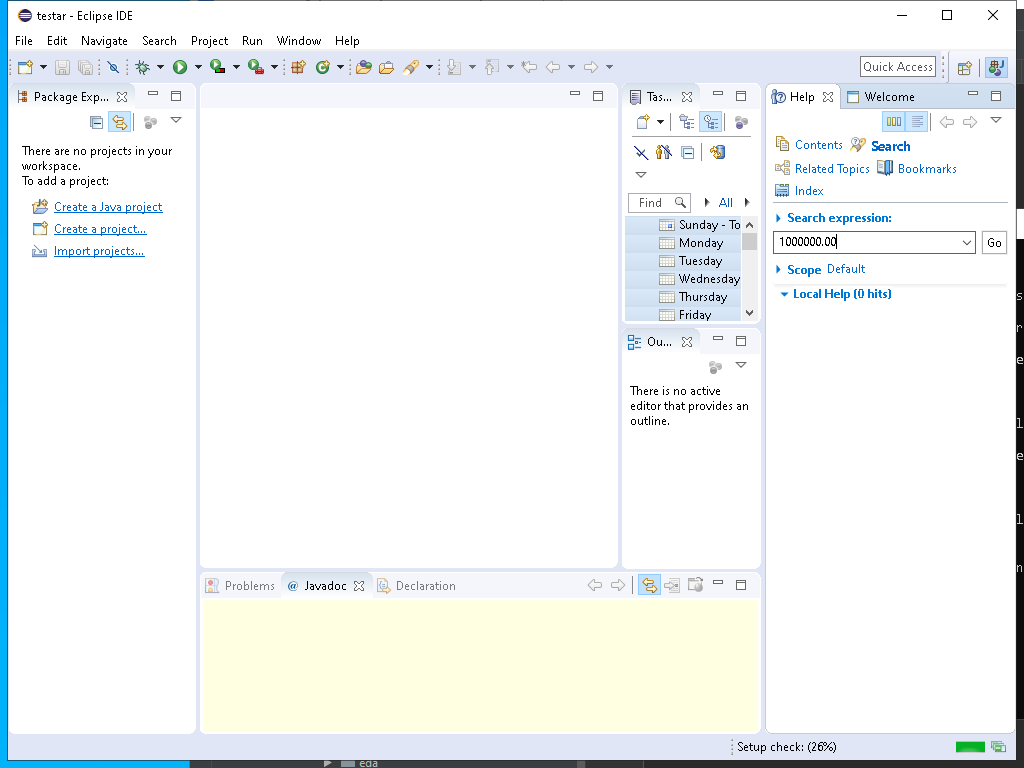 testar - Eclipse IDE
File Edit Navigate Search Project Run Window Help
Quick Access
Package Exp...
There are no projects in your
workspace.
To add a project:
Create a Java project
Create a project...
Import projects...
Tas...
Find
All
Sunday - To
Monday
Tuesday
Wednesday
Thursday
Friday
Ou...
There is no active
editor that provides an
outline.
Help
Welcome
Contents
Search
Related Topics
Bookmarks
Index
Search expression:
1000000.00
Go
Scope Default
Local Help (0 hits)
Problems
@ Javadoc
Declaration
Setup check: (26%)
eda